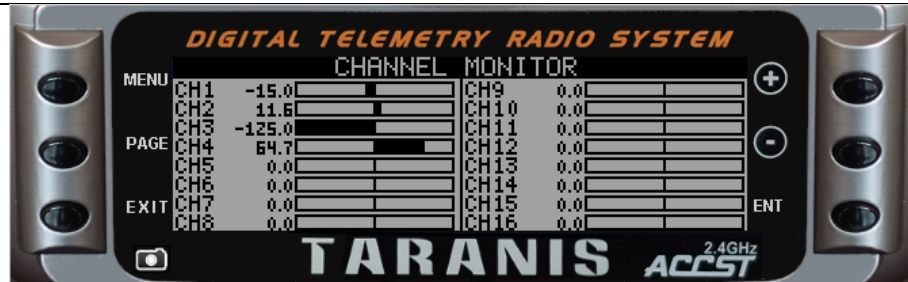 DIGITAL TELEMETRY RADIO SYSTEM
CHANNEL MONITOR
MENU
PAGE
EXIT
CH1 -15.0
CH2 11.6
CH3 -125.0
CH4 64.7
CH5 0.0
CH6 0.0
CH7 0.0
CH8 0.0
CH9 0.0
CH10 0.0
CH11 0.0
CH12 0.0
CH13 0.0
CH14 0.0
CH15 0.0
CH16 0.0
+
-
ENT
TARANIS
2.4GHz
ACCST